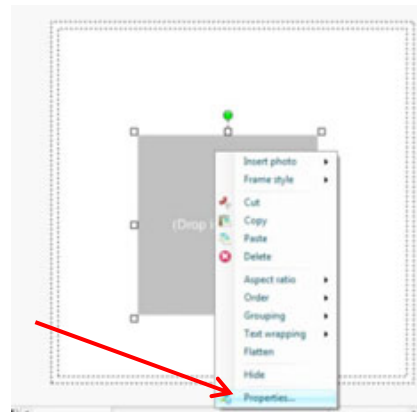 (Drop
Insert photo
Frame style
Cut
Copy
Paste
Delete
Aspect ratio
Order
Grouping
Text wrapping
Flatten
Hide
Properties...